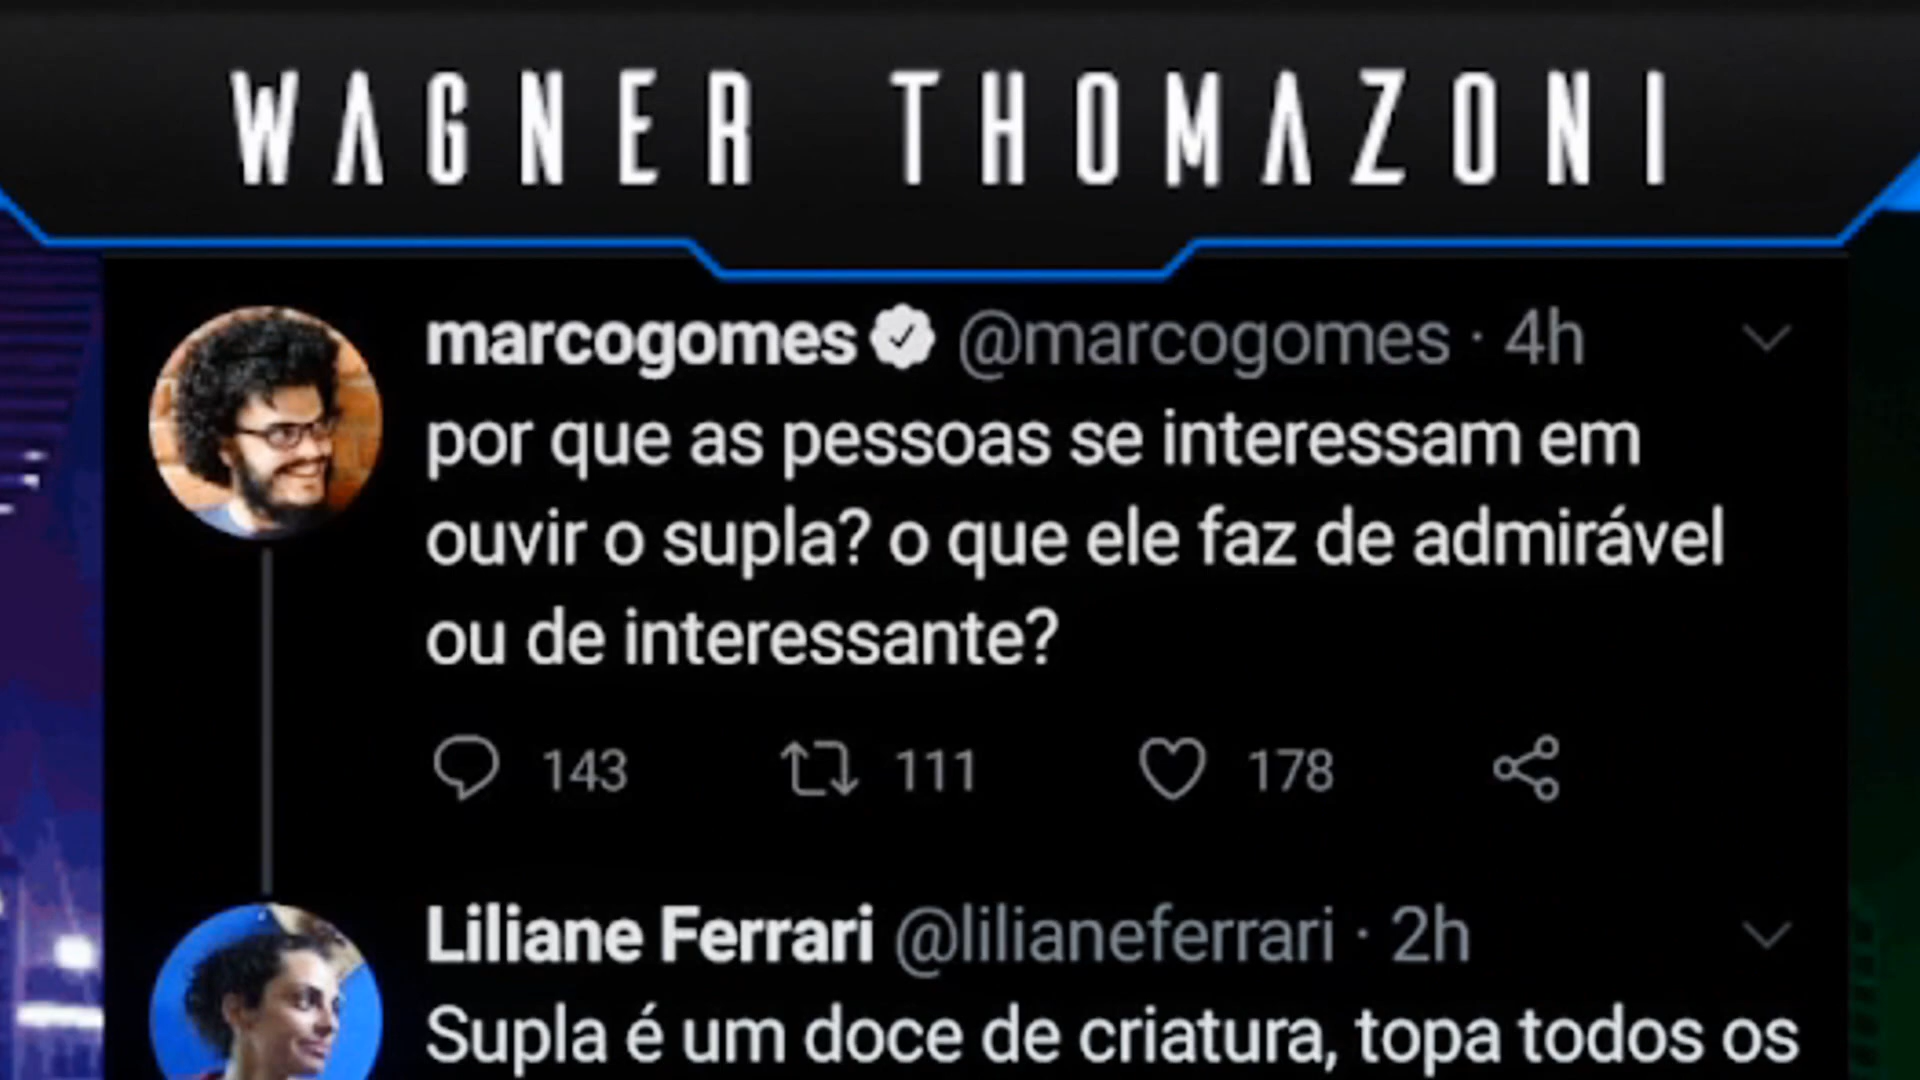 WAGNER THOMAZONI
marcogomes @marcogomes · 4h
por que as pessoas se interessam em
ouvir o supla? o que ele faz de admirável
ou de interessante?
143 111 178
Liliane Ferrari @lilianeferrari · 2h
Supla é um doce de criatura, topa todos os